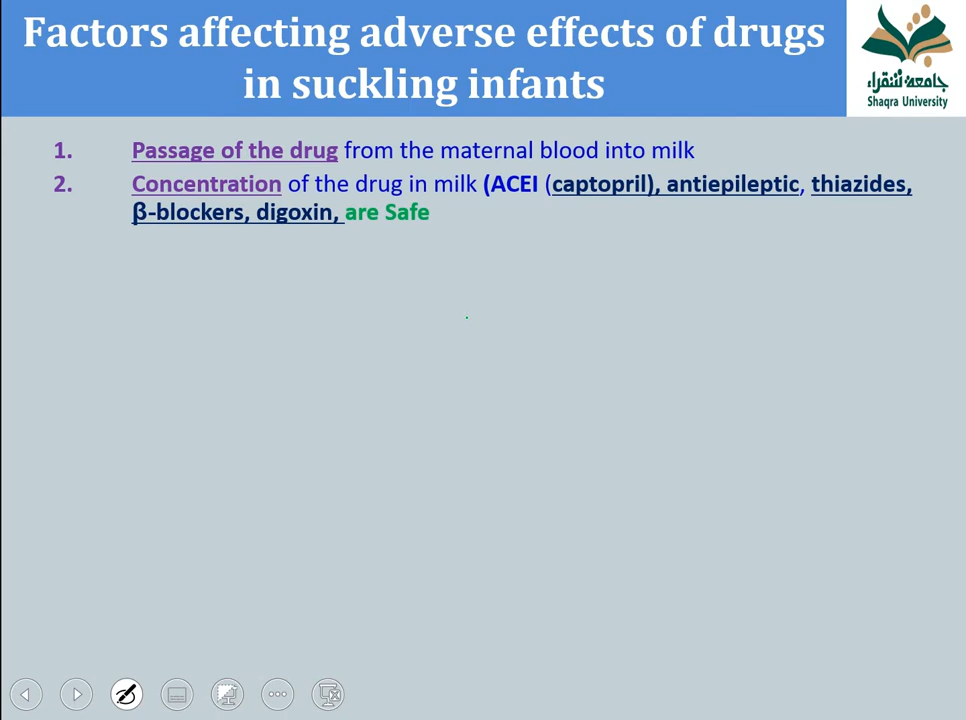 Factors affecting adverse effects of drugs
in suckling infants
جامعة شقراء
Shaqra University
1. Passage of the drug from the maternal blood into milk
2. Concentration of the drug in milk (ACEI (captopril), antiepileptic, thiazides,
β-blockers, digoxin, are Safe